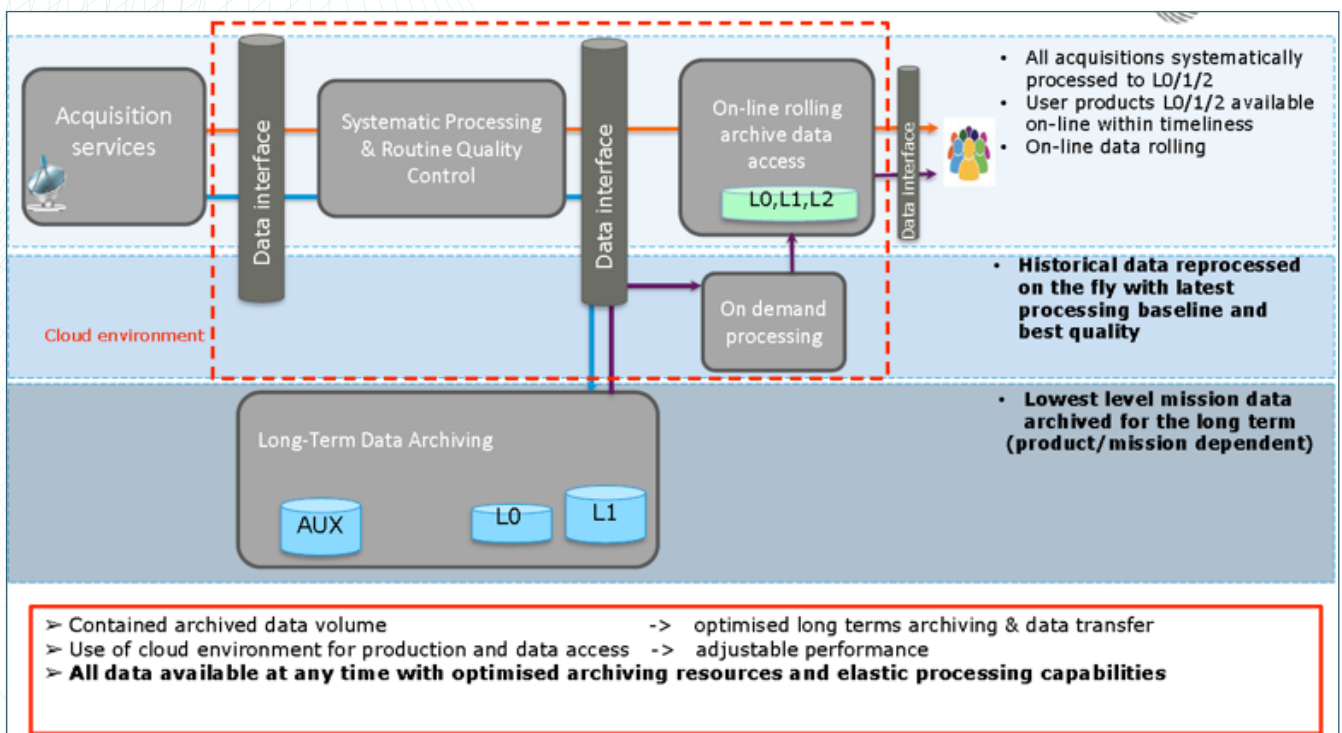 Acquisition
services
Data interface
Systematic Processing
& Routine Quality
Control
Data interface
On-line rolling
archive data
access
L0,L1,L2
Data interface
• All acquisitions systematically
processed to L0/1/2
• User products L0/1/2 available
on-line within timeliness
• On-line data rolling
Cloud environment
On demand
processing
• Historical data reprocessed
on the fly with latest
processing baseline and
best quality
Long-Term Data Archiving
AUX
L0
L1
• Lowest level mission data
archived for the long term
(product/mission dependent)
➢ Contained archived data volume -> optimised long terms archiving & data transfer
➢ Use of cloud environment for production and data access -> adjustable performance
➢ All data available at any time with optimised archiving resources and elastic processing capabilities